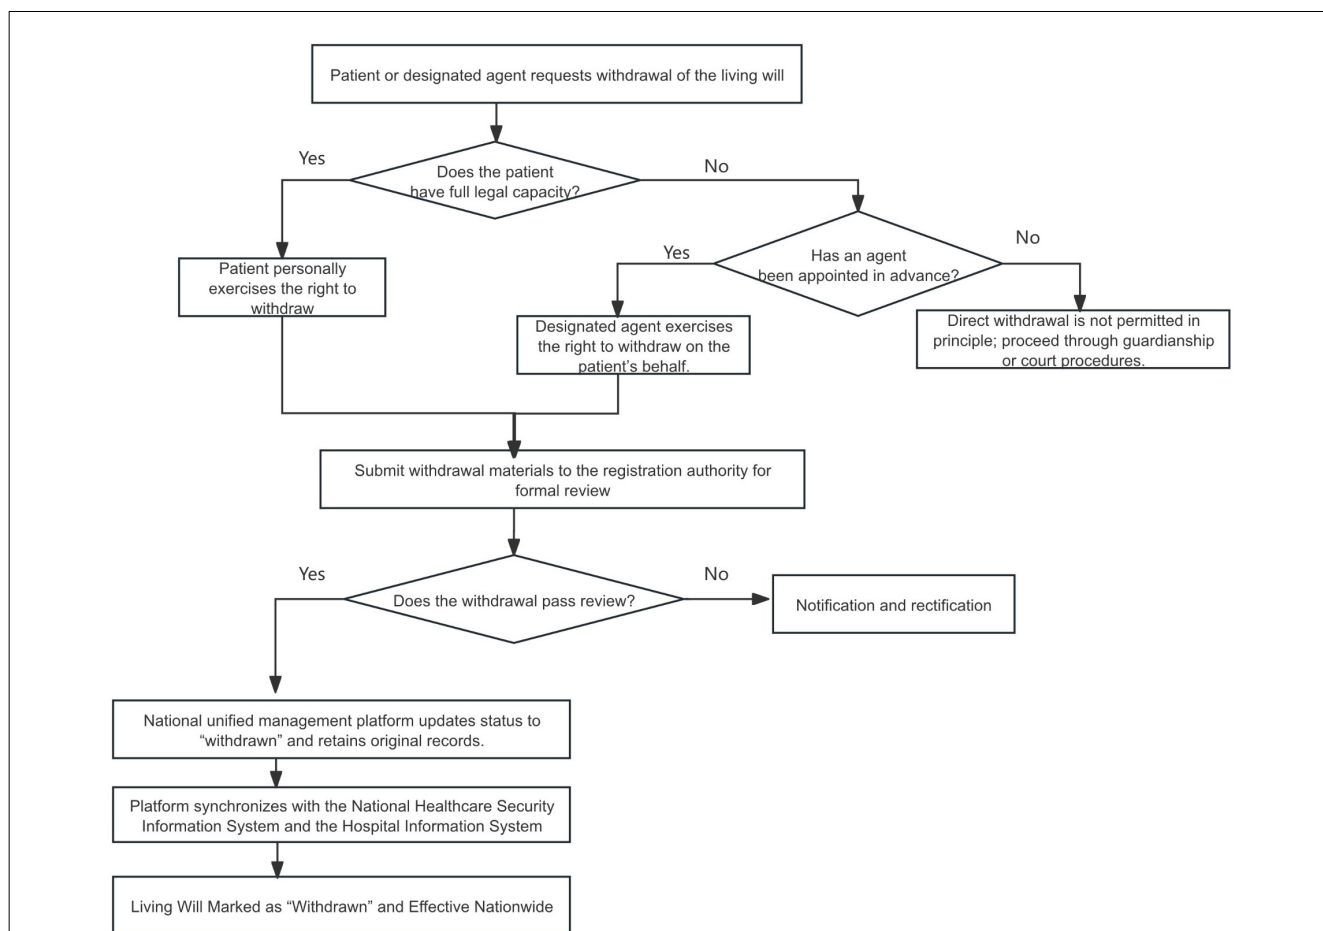 Patient or designated agent requests withdrawal of the living will
Yes
Does the patient
have full legal capacity?
No
Patient personally
exercises the right to
withdraw
Yes
Has an agent
been appointed in advance?
No
Designated agent exercises
the right to withdraw on the
patient’s behalf.
Direct withdrawal is not permitted in
principle; proceed through guardianship
or court procedures.
Submit withdrawal materials to the registration authority for
formal review
Yes
Does the withdrawal pass review?
No
Notification and rectification
National unified management platform updates status to
“withdrawn” and retains original records.
Platform synchronizes with the National Healthcare Security
Information System and the Hospital Information System
Living Will Marked as “Withdrawn” and Effective Nationwide